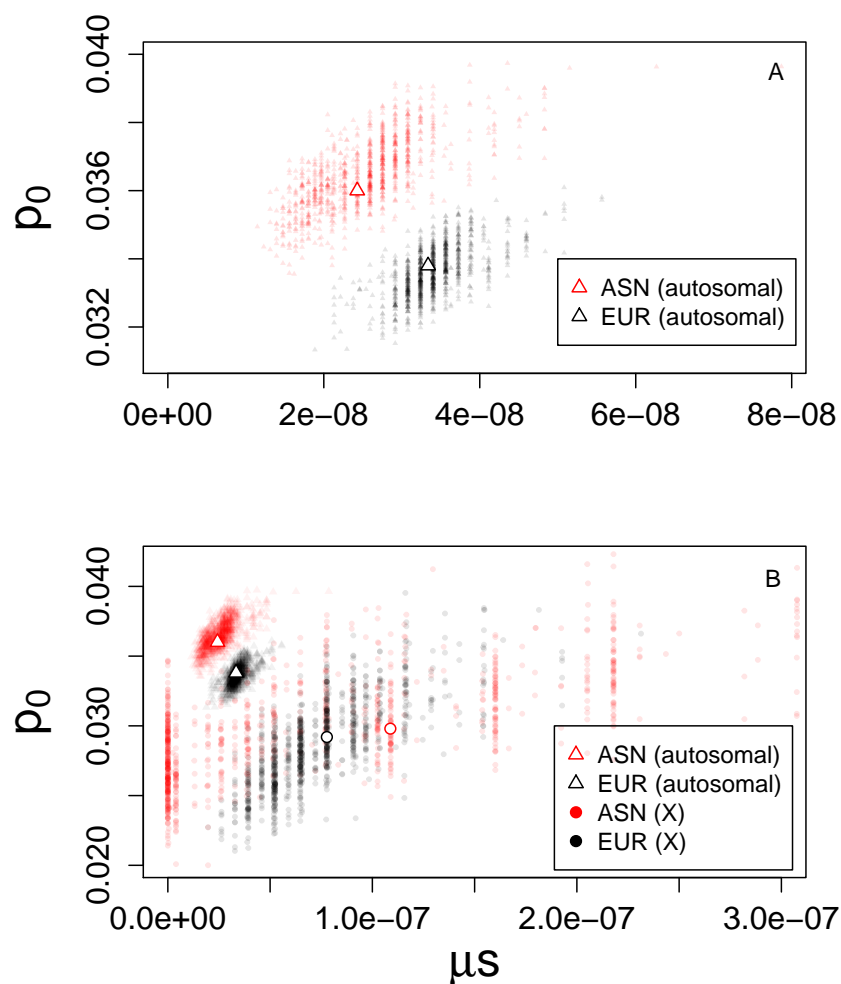 A
p0
0.040
0.036
0.032
ASN (autosomal)
EUR (autosomal)
0e+00 2e−08 4e−08 6e−08 8e−08
B
p0
0.040
0.030
0.020
ASN (autosomal)
EUR (autosomal)
ASN (X)
EUR (X)
0.0e+00 1.0e−07 2.0e−07 3.0e−07
μs